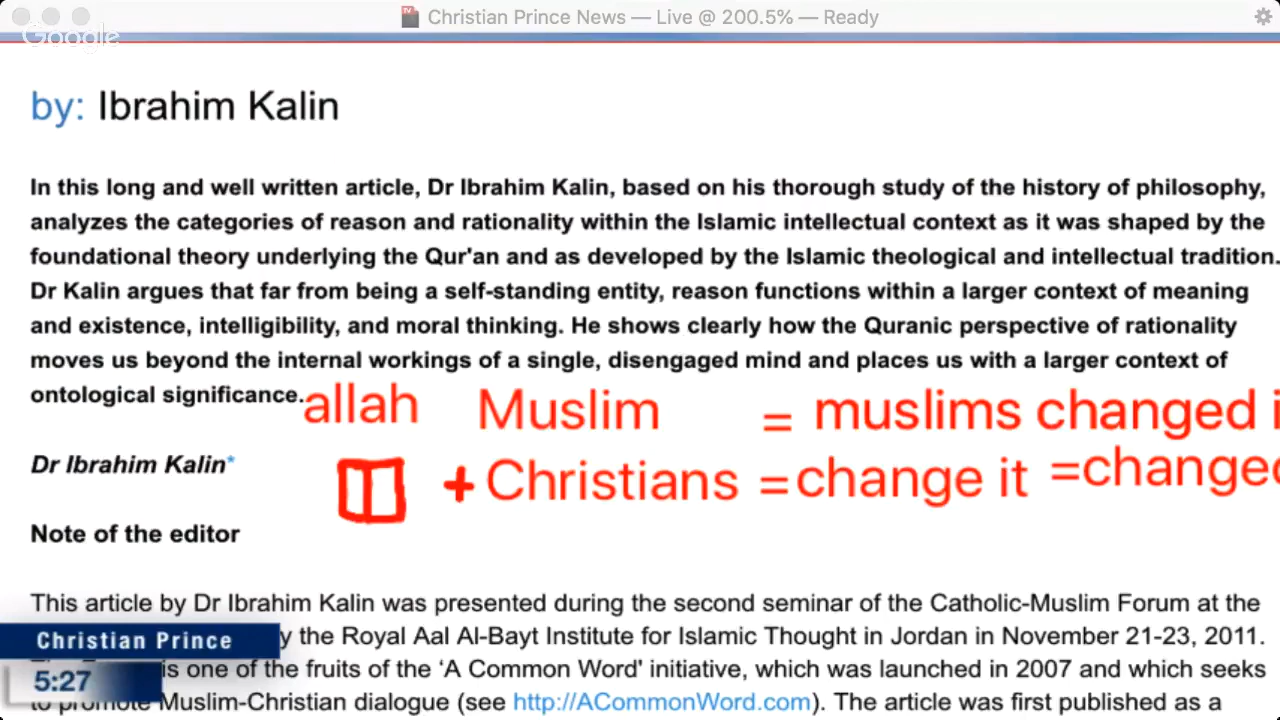 Christian Prince News — Live @ 200.5% — Ready
Google
by: Ibrahim Kalin
In this long and well written article, Dr Ibrahim Kalin, based on his thorough study of the history of philosophy,
analyzes the categories of reason and rationality within the Islamic intellectual context as it was shaped by the
foundational theory underlying the Qur'an and as developed by the Islamic theological and intellectual tradition.
Dr Kalin argues that far from being a self-standing entity, reason functions within a larger context of meaning
and existence, intelligibility, and moral thinking. He shows clearly how the Quranic perspective of rationality
moves us beyond the internal workings of a single, disengaged mind and places us with a larger context of
ontological significance.
allah Muslim = muslims changed i
Dr Ibrahim Kalin*
+ Christians =change it =changed
Note of the editor
This article by Dr Ibrahim Kalin was presented during the second seminar of the Catholic-Muslim Forum at the
y the Royal Aal Al-Bayt Institute for Islamic Thought in Jordan in November 21-23, 2011.
Christian Prince
is one of the fruits of the ‘A Common Word' initiative, which was launched in 2007 and which seeks
5:27
to promote Muslim-Christian dialogue (see http://ACommonWord.com). The article was first published as a